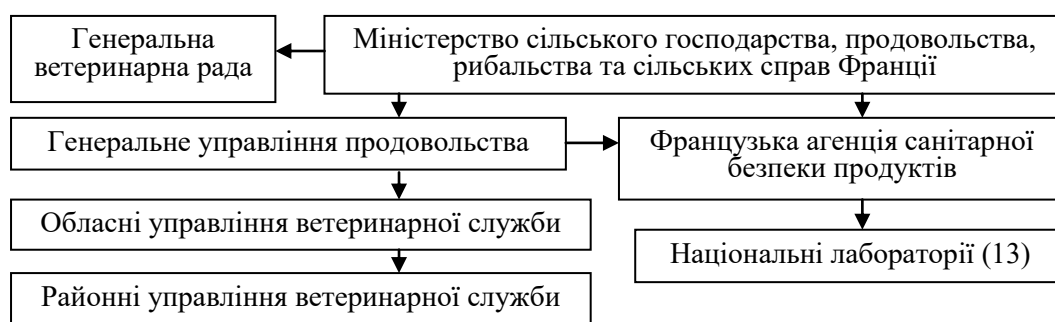 Генеральна
ветеринарна рада
Міністерство сільського господарства, продовольства,
рибальства та сільських справ Франції
Генеральне управління продовольства
Французька агенція санітарної
безпеки продуктів
Обласні управління ветеринарної служби
Національні лабораторії (13)
Районні управління ветеринарної служби